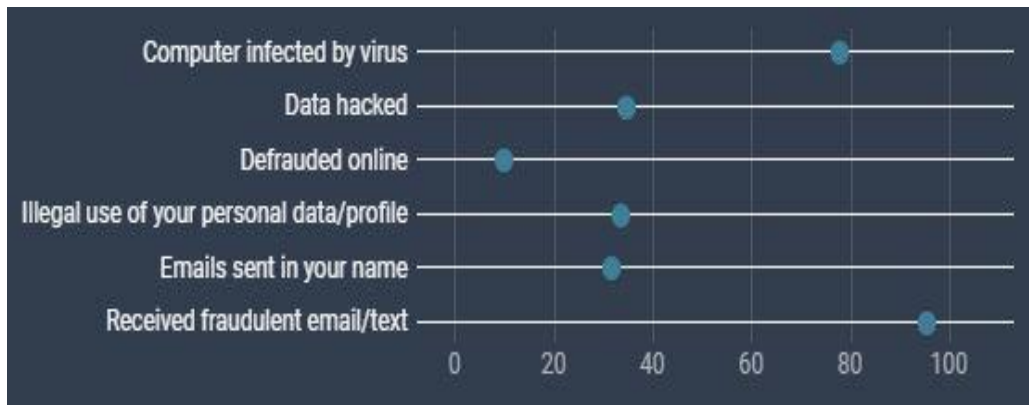 Computer infected by virus
Data hacked
Defrauded online
Illegal use of your personal data/profile
Emails sent in your name
Received fraudulent email/text
0 20 40 60 80 100